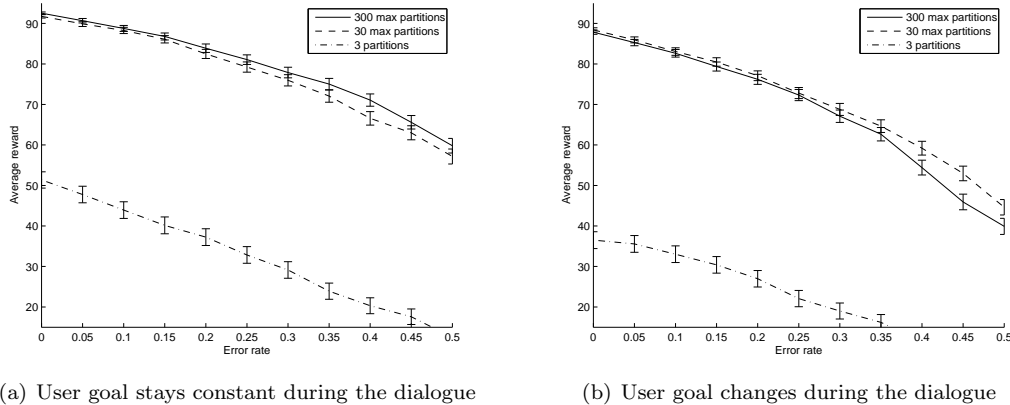 90
80
70
60
50
40
30
20
0 0.05 0.1 0.15 0.2 0.25 0.3 0.35 0.4 0.45 0.5
Error rate
Average reward
300 max partitions
30 max partitions
3 partitions
(a) User goal stays constant during the dialogue
90
80
70
60
50
40
30
20
0 0.05 0.1 0.15 0.2 0.25 0.3 0.35 0.4 0.45 0.5
Error rate
Average reward
300 max partitions
30 max partitions
3 partitions
(b) User goal changes during the dialogue